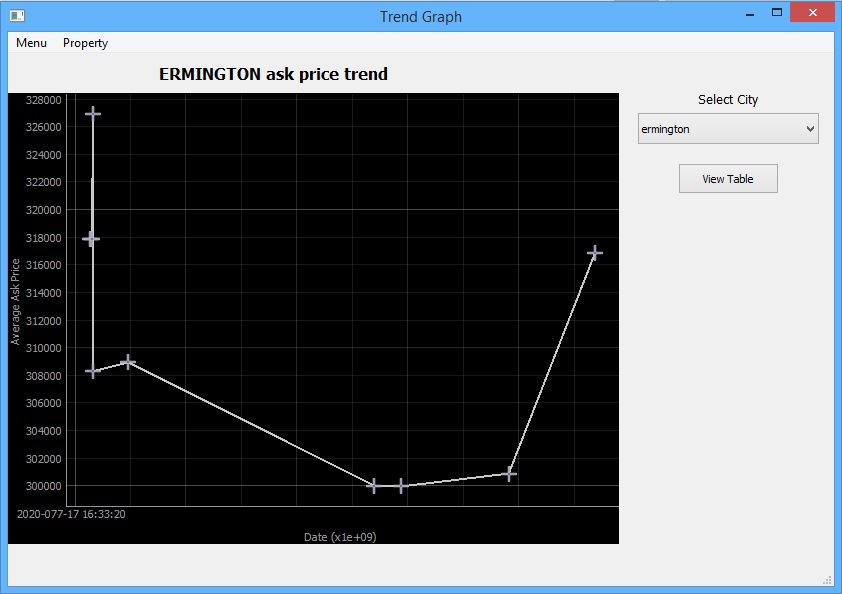 Trend Graph
Menu Property
ERMINGTON ask price trend
Select City
ermington
View Table
328000
326000
324000
322000
320000
318000
316000
314000
312000
310000
308000
306000
304000
302000
300000
Average Ask Price
2020-077-17 16:33:20
Date (x1e+09)